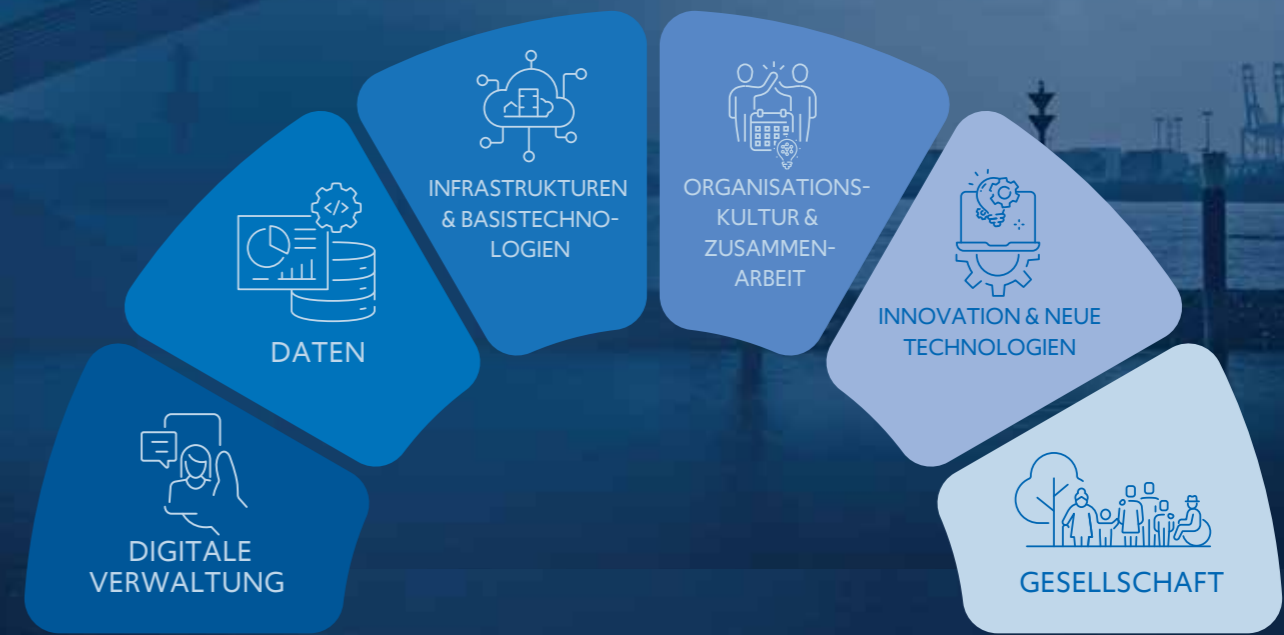 DIGITALE
VERWALTUNG
DATEN
INFRASTRUKTUREN
& BASISTECHNO-
LOGIEN
ORGANISATIONS-
KULTUR &
ZUSAMMEN-
ARBEIT
INNOVATION & NEUE
TECHNOLOGIEN
GESELLSCHAFT